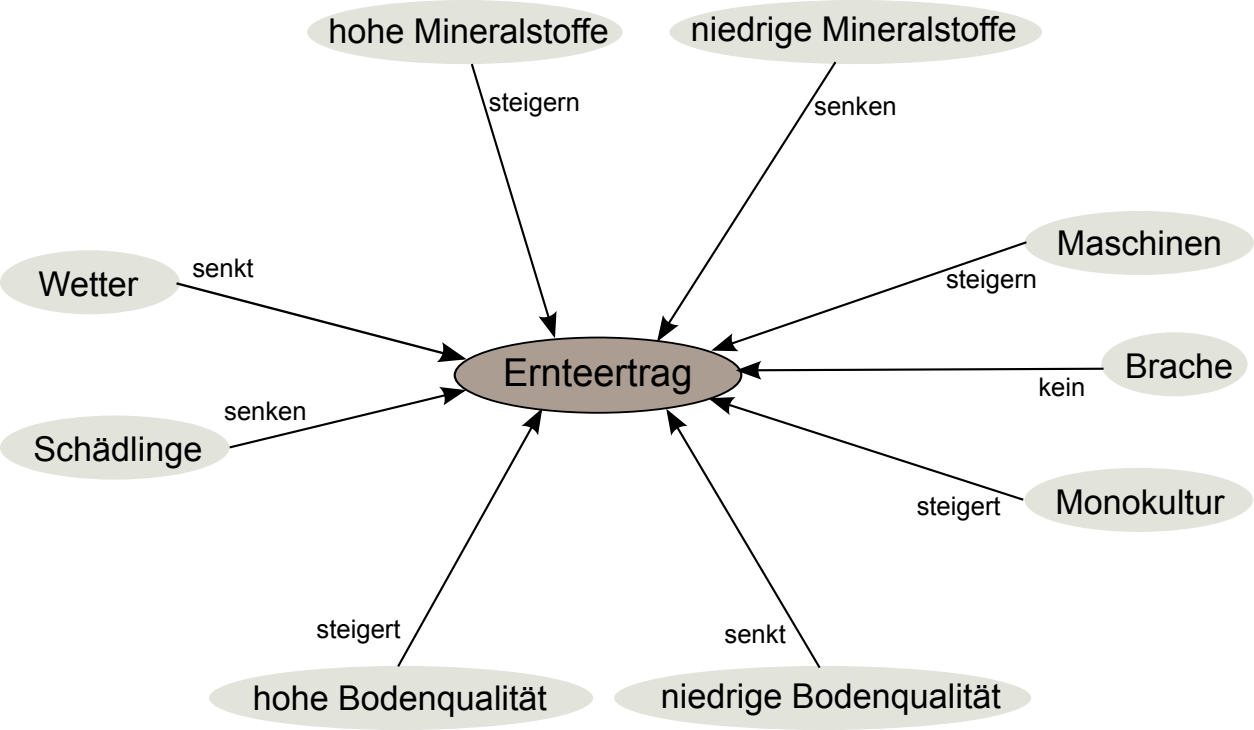 hohe Mineralstoffe
niedrige Mineralstoffe
steigern
senken
Maschinen
Wetter
senkt
steigern
Ernteertrag
Brache
kein
senken
Schädlinge
Monokultur
steigert
steigert
senkt
hohe Bodenqualität
niedrige Bodenqualität